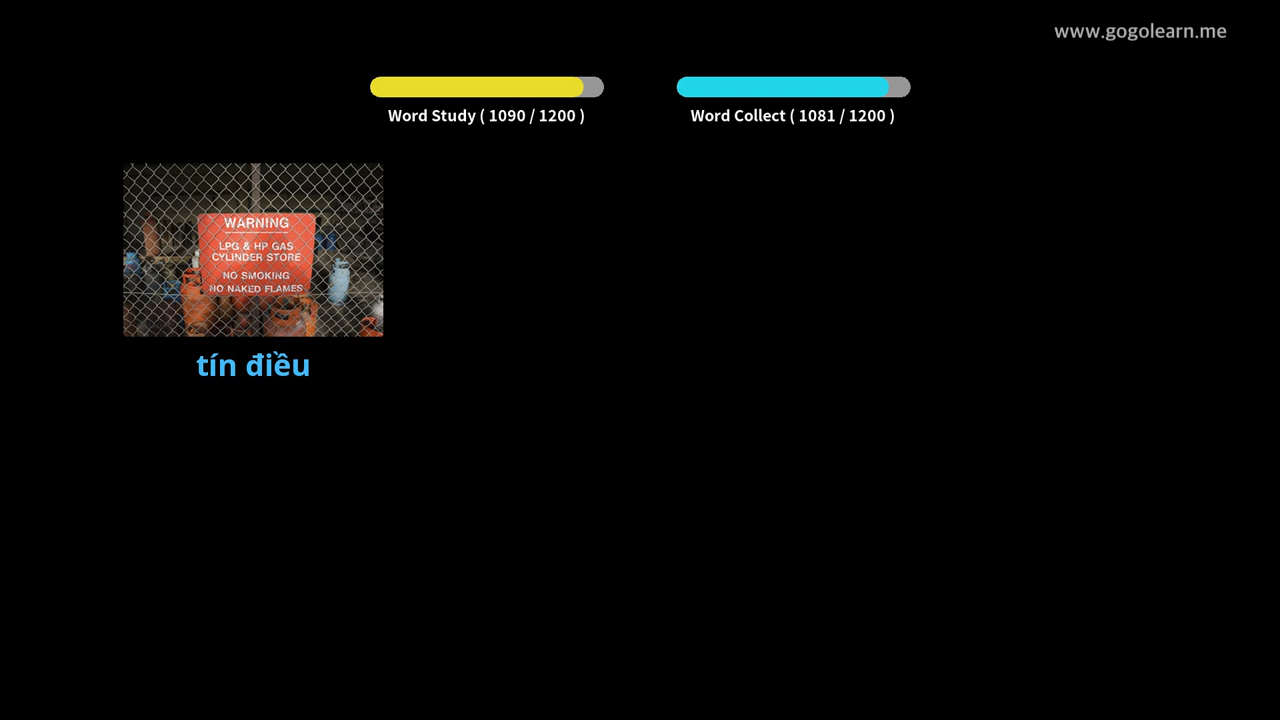 www.gogolearn.me
Word Study ( 1090 / 1200 )
Word Collect ( 1081 / 1200 )
WARNING
LPG & HP GAS
CYLINDER STORE
NO SMOKING
NO NAKED FLAMES
tín điều